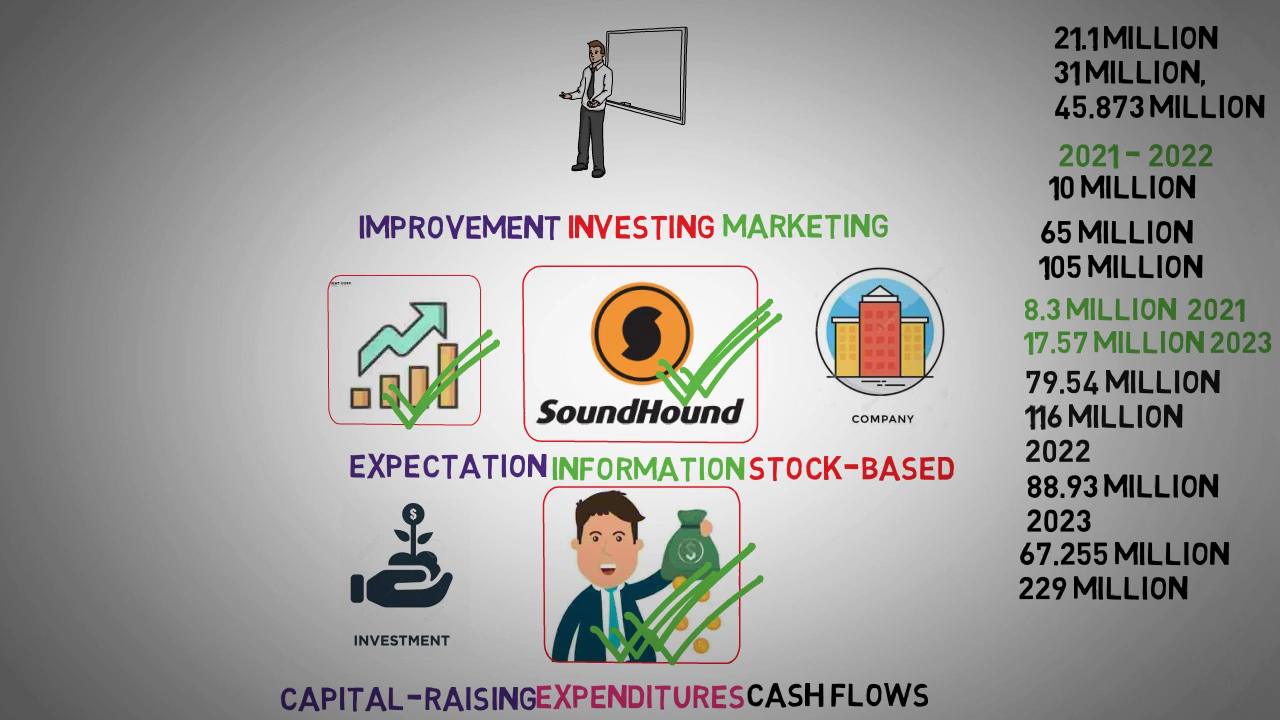 IMPROVEMENT INVESTING MARKETING
SoundHound
COMPANY
EXPECTATION INFORMATION STOCK-BASED
INVESTMENT
CAPITAL-RAISING EXPENDITURES CASH FLOWS
21.1 MILLION
31 MILLION,
45.873 MILLION
2021 - 2022
10 MILLION
65 MILLION
105 MILLION
8.3 MILLION 2021
17.57 MILLION 2023
79.54 MILLION
116 MILLION
2022
88.93 MILLION
2023
67.255 MILLION
229 MILLION